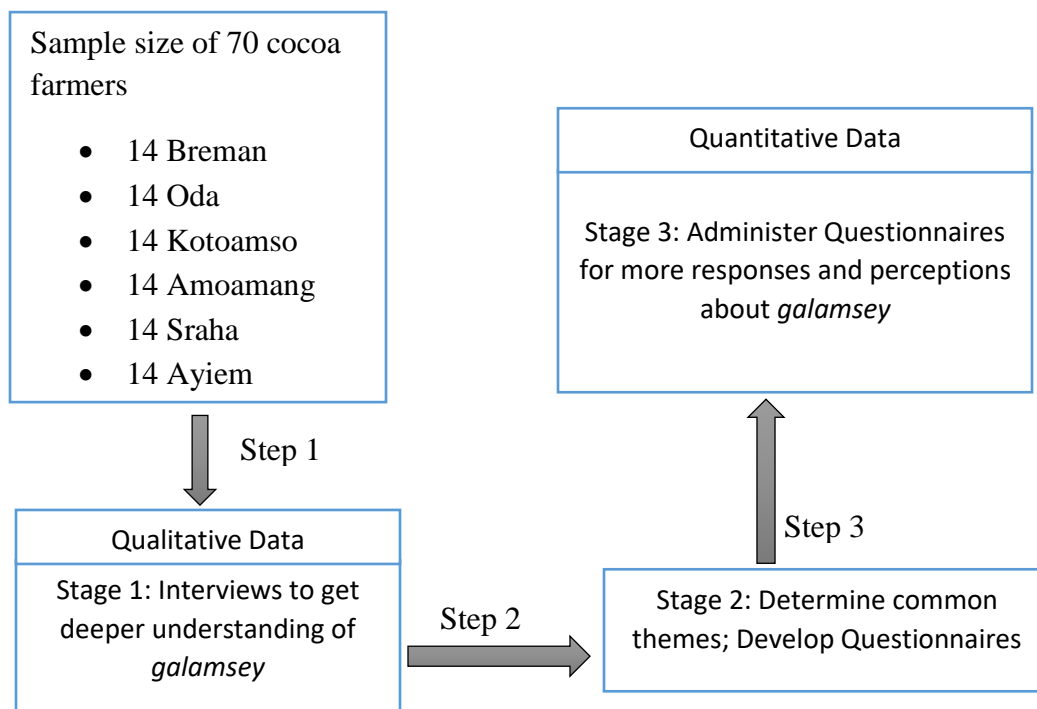 Sample size of 70 cocoa
farmers
• 14 Breman
• 14 Oda
• 14 Kotoamso
• 14 Amoamang
• 14 Sraha
• 14 Ayiem
Step 1
Qualitative Data
Stage 1: Interviews to get
deeper understanding of
galamsey
Step 2
Stage 2: Determine common
themes; Develop Questionnaires
Step 3
Quantitative Data
Stage 3: Administer Questionnaires
for more responses and perceptions
about galamsey